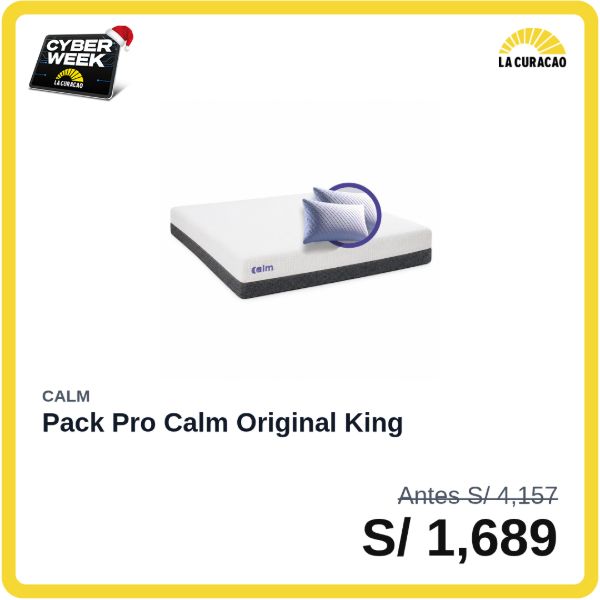 CYBER
WEEK
LA CURACAO
LA CURACAO
Calm
CALM
Pack Pro Calm Original King
Antes S/ 4,157
S/ 1,689